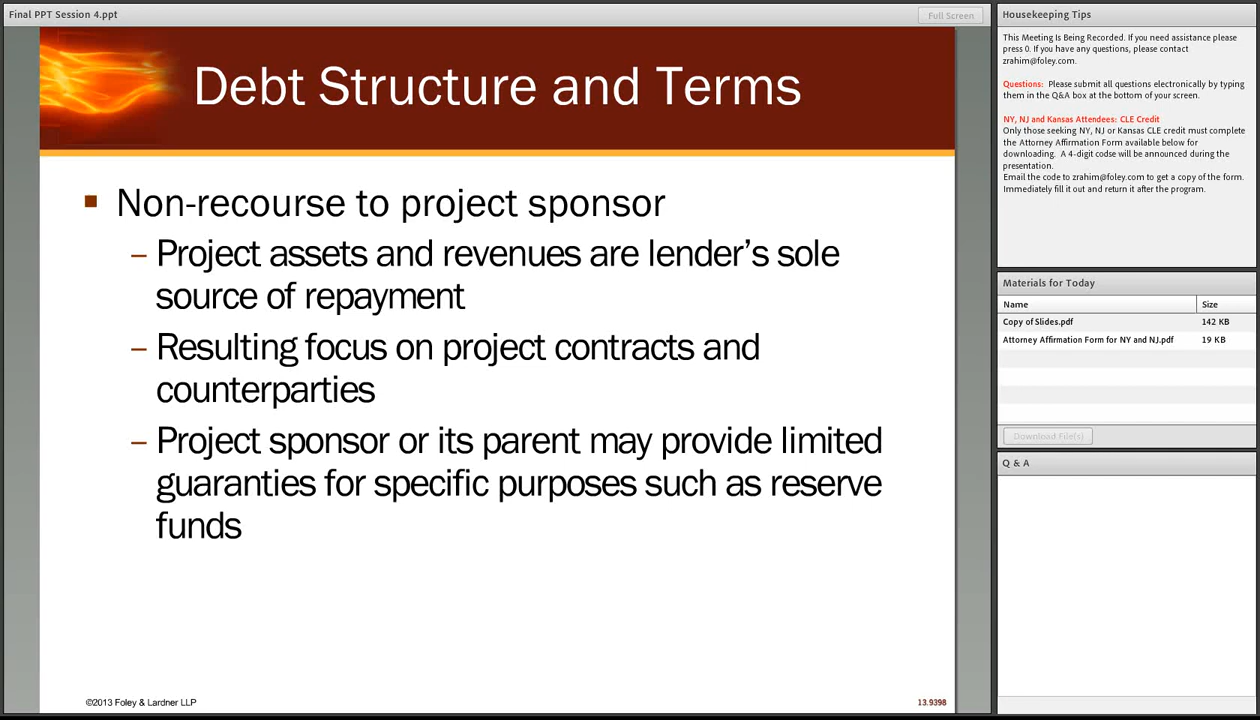 Final PPT Session 4.ppt
Full Screen
Debt Structure and Terms
Non-recourse to project sponsor
– Project assets and revenues are lender’s sole
source of repayment
– Resulting focus on project contracts and
counterparties
– Project sponsor or its parent may provide limited
guaranties for specific purposes such as reserve
funds
©2013 Foley & Lardner LLP
13.9398
Housekeeping Tips
This Meeting Is Being Recorded. If you need assistance please
press 0. If you have any questions, please contact
zrahim@foley.com.
Questions: Please submit all questions electronically by typing
them in the Q&A box at the bottom of your screen.
NY, NJ and Kansas Attendees: CLE Credit
Only those seeking NY, NJ or Kansas CLE credit must complete
the Attorney Affirmation Form available below for
downloading. A 4-digit codse will be announced during the
presentation.
Email the code to zrahim@foley.com to get a copy of the form.
Immediately fill it out and return it after the program.
Materials for Today
Name Size
Copy of Slides.pdf 142 KB
Attorney Affirmation Form for NY and NJ.pdf 19 KB
Download File(s)
Q & A